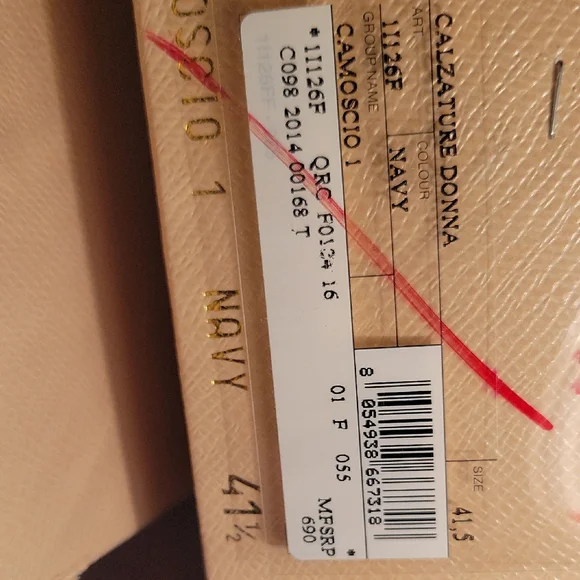 CALZATURE DONNA
ART
COLOUR
SIZE
1I126F
NAVY
41,5
GROUP NAME
CAMOSCIO 1
8 054938 667318
* 1I126F QRC 16
01 F 055 MFSRP *
C098 2014 00168 T
690
OSCIO 1 NAVY 41½